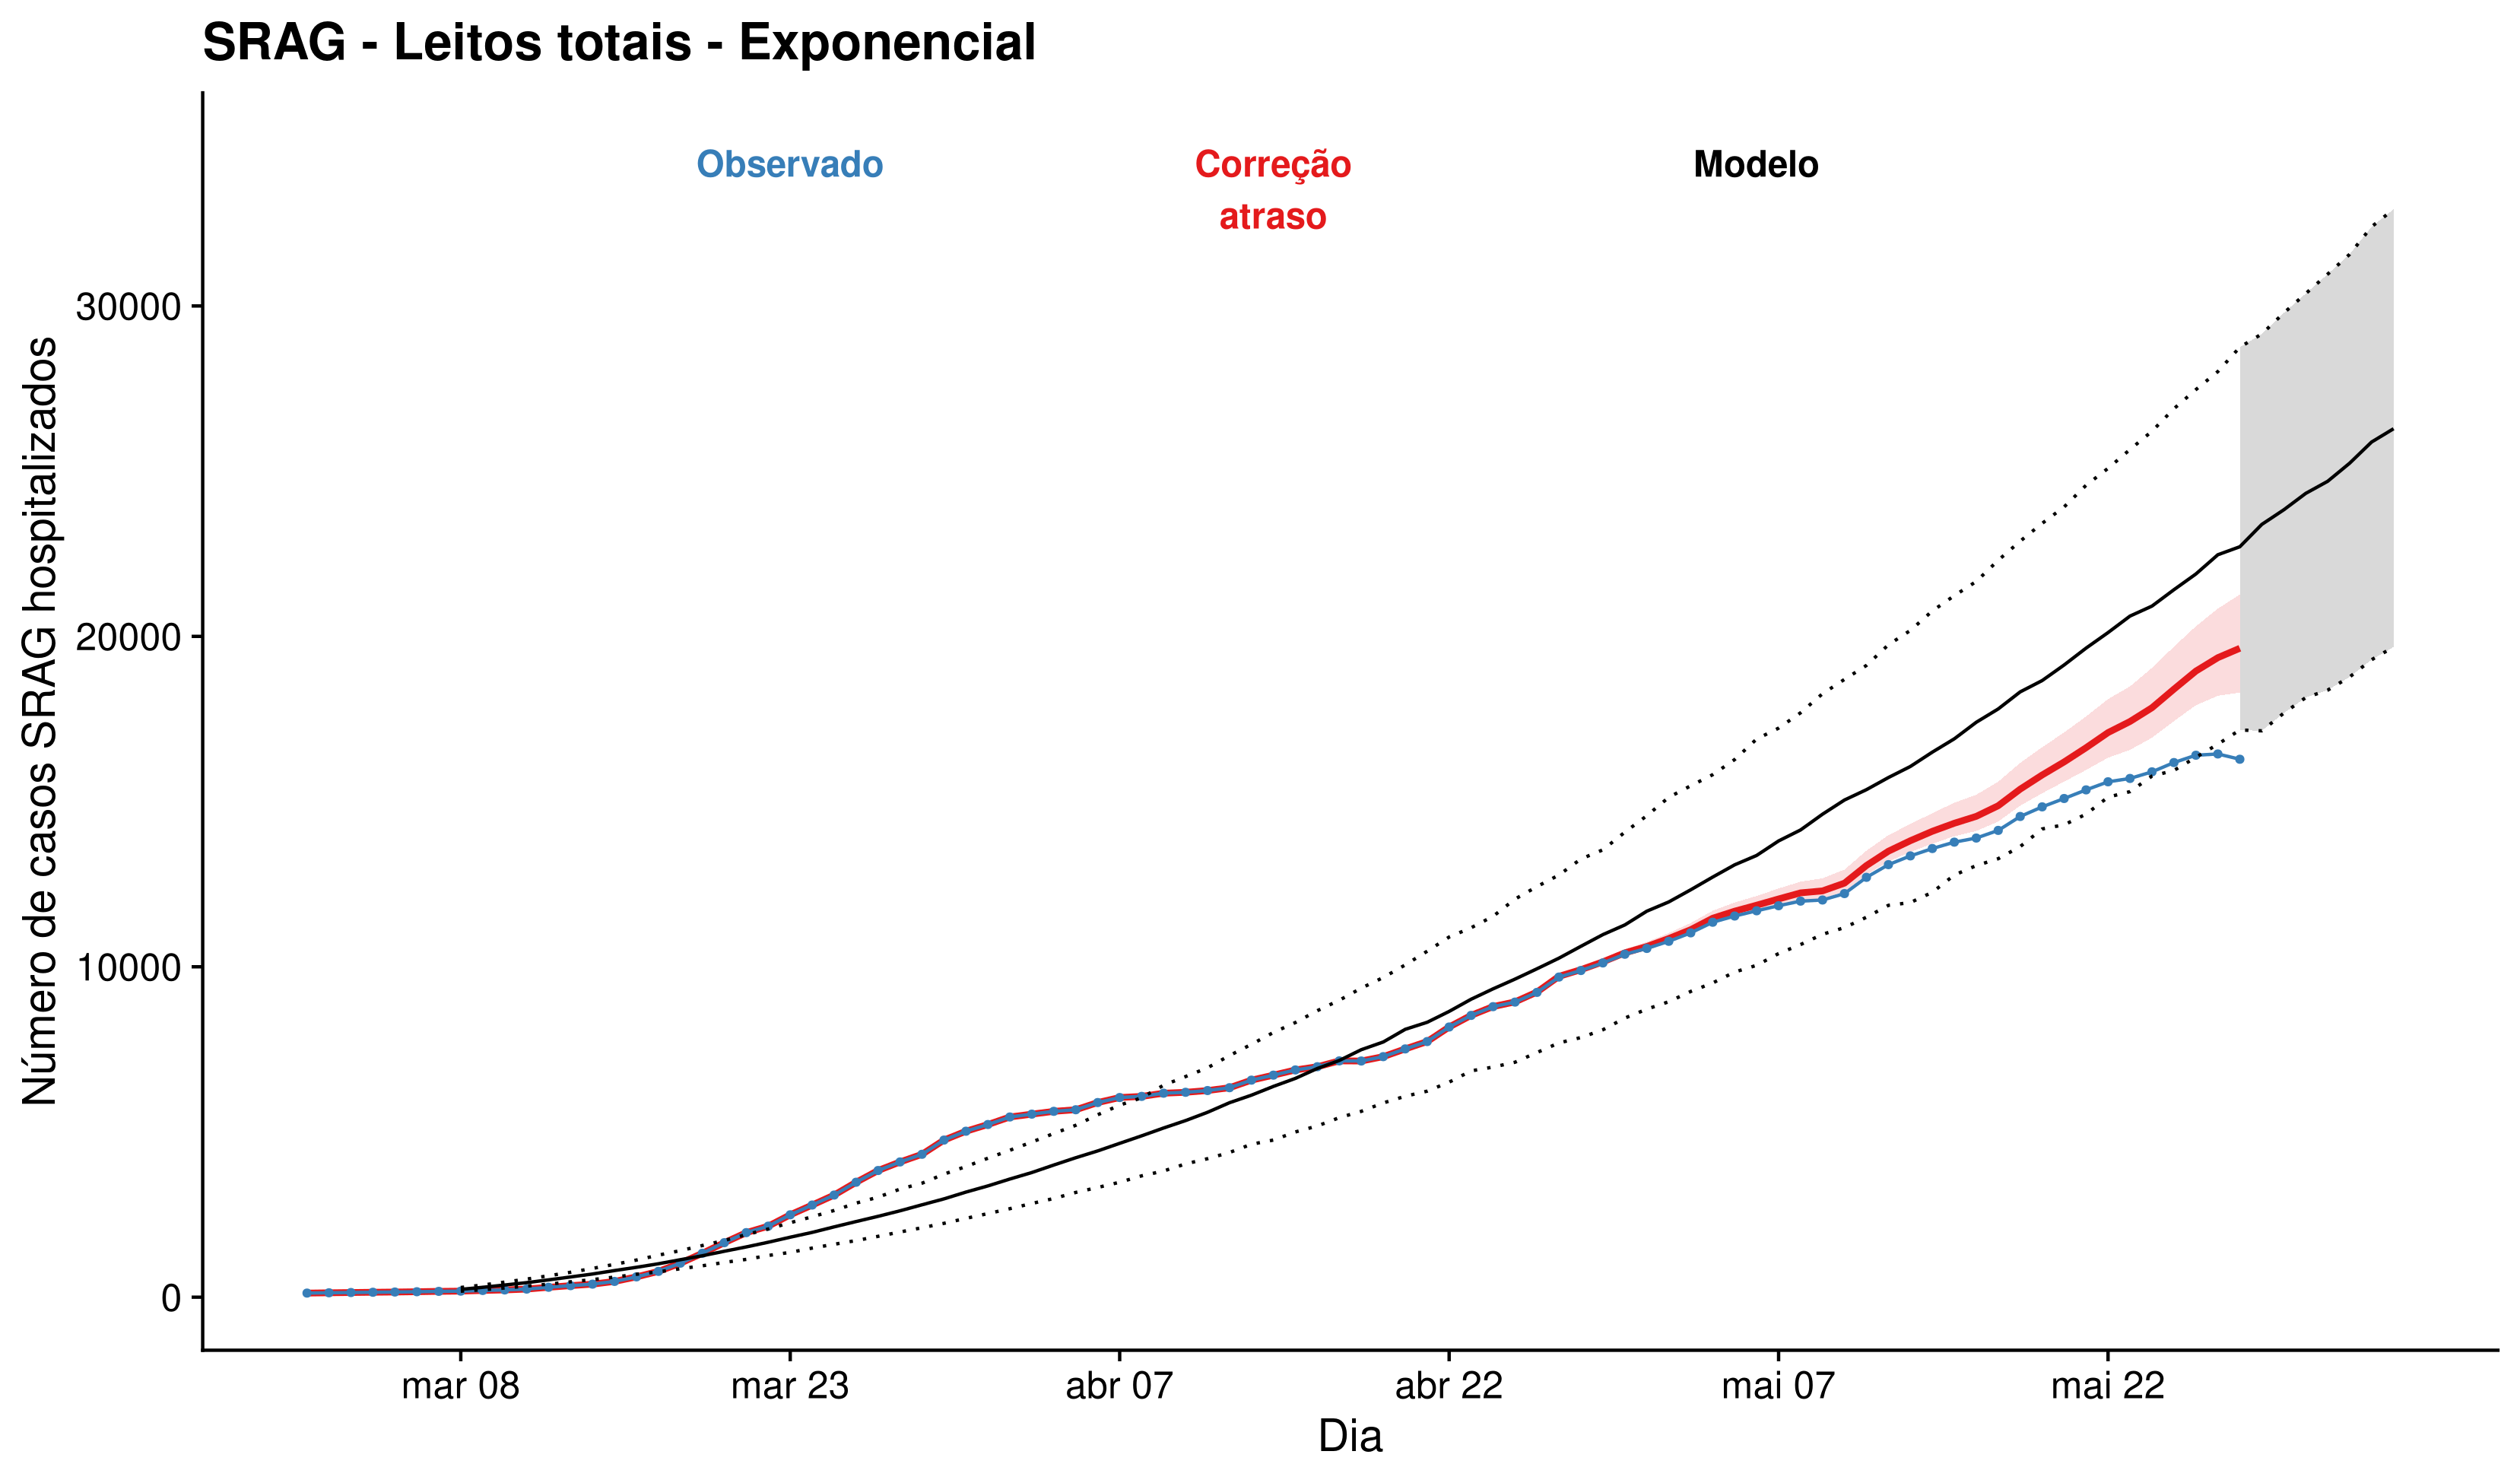 SRAG - Leitos totais - Exponencial
Observado
Correção
atraso
Modelo
Número de casos SRAG hospitalizados
30000
20000
10000
0
mar 08
mar 23
abr 07
abr 22
mai 07
mai 22
Dia